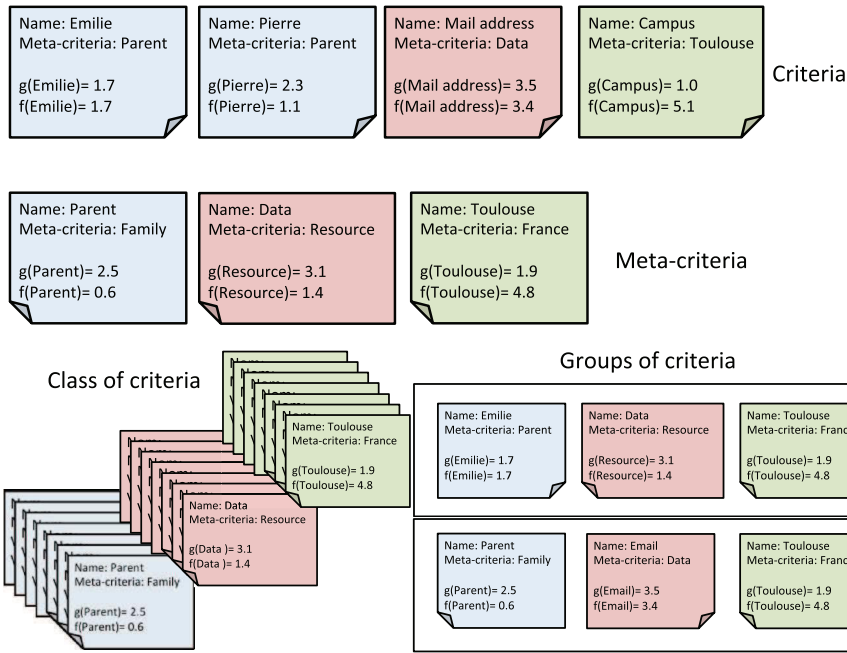 Name: Emilie
Meta-criteria: Parent
g(Emilie)= 1.7
f(Emilie)= 1.7
Name: Pierre
Meta-criteria: Parent
g(Pierre)= 2.3
f(Pierre)= 1.1
Name: Mail address
Meta-criteria: Data
g(Mail address)= 3.5
f(Mail address)= 3.4
Name: Campus
Meta-criteria: Toulouse
g(Campus)= 1.0
f(Campus)= 5.1
Criteria
Name: Parent
Meta-criteria: Family
g(Parent)= 2.5
f(Parent)= 0.6
Name: Data
Meta-criteria: Resource
g(Resource)= 3.1
f(Resource)= 1.4
Name: Toulouse
Meta-criteria: France
g(Toulouse)= 1.9
f(Toulouse)= 4.8
Meta-criteria
Class of criteria
Name: Toulouse
Meta-criteria: France
g(Toulouse)= 1.9
f(Toulouse)= 4.8
Name: Data
Meta-criteria: Resource
g(Data )= 3.1
f(Data )= 1.4
Name: Parent
Meta-criteria: Family
g(Parent)= 2.5
f(Parent)= 0.6
Groups of criteria
Name: Emilie
Meta-criteria: Parent
g(Emilie)= 1.7
f(Emilie)= 1.7
Name: Data
Meta-criteria: Resource
g(Resource)= 3.1
f(Resource)= 1.4
Name: Toulouse
Meta-criteria: Franc
g(Toulouse)= 1.9
f(Toulouse)= 4.8
Name: Parent
Meta-criteria: Family
g(Parent)= 2.5
f(Parent)= 0.6
Name: Email
Meta-criteria: Data
g(Email)= 3.5
f(Email)= 3.4
Name: Toulouse
Meta-criteria: Franc
g(Toulouse)= 1.9
f(Toulouse)= 4.8